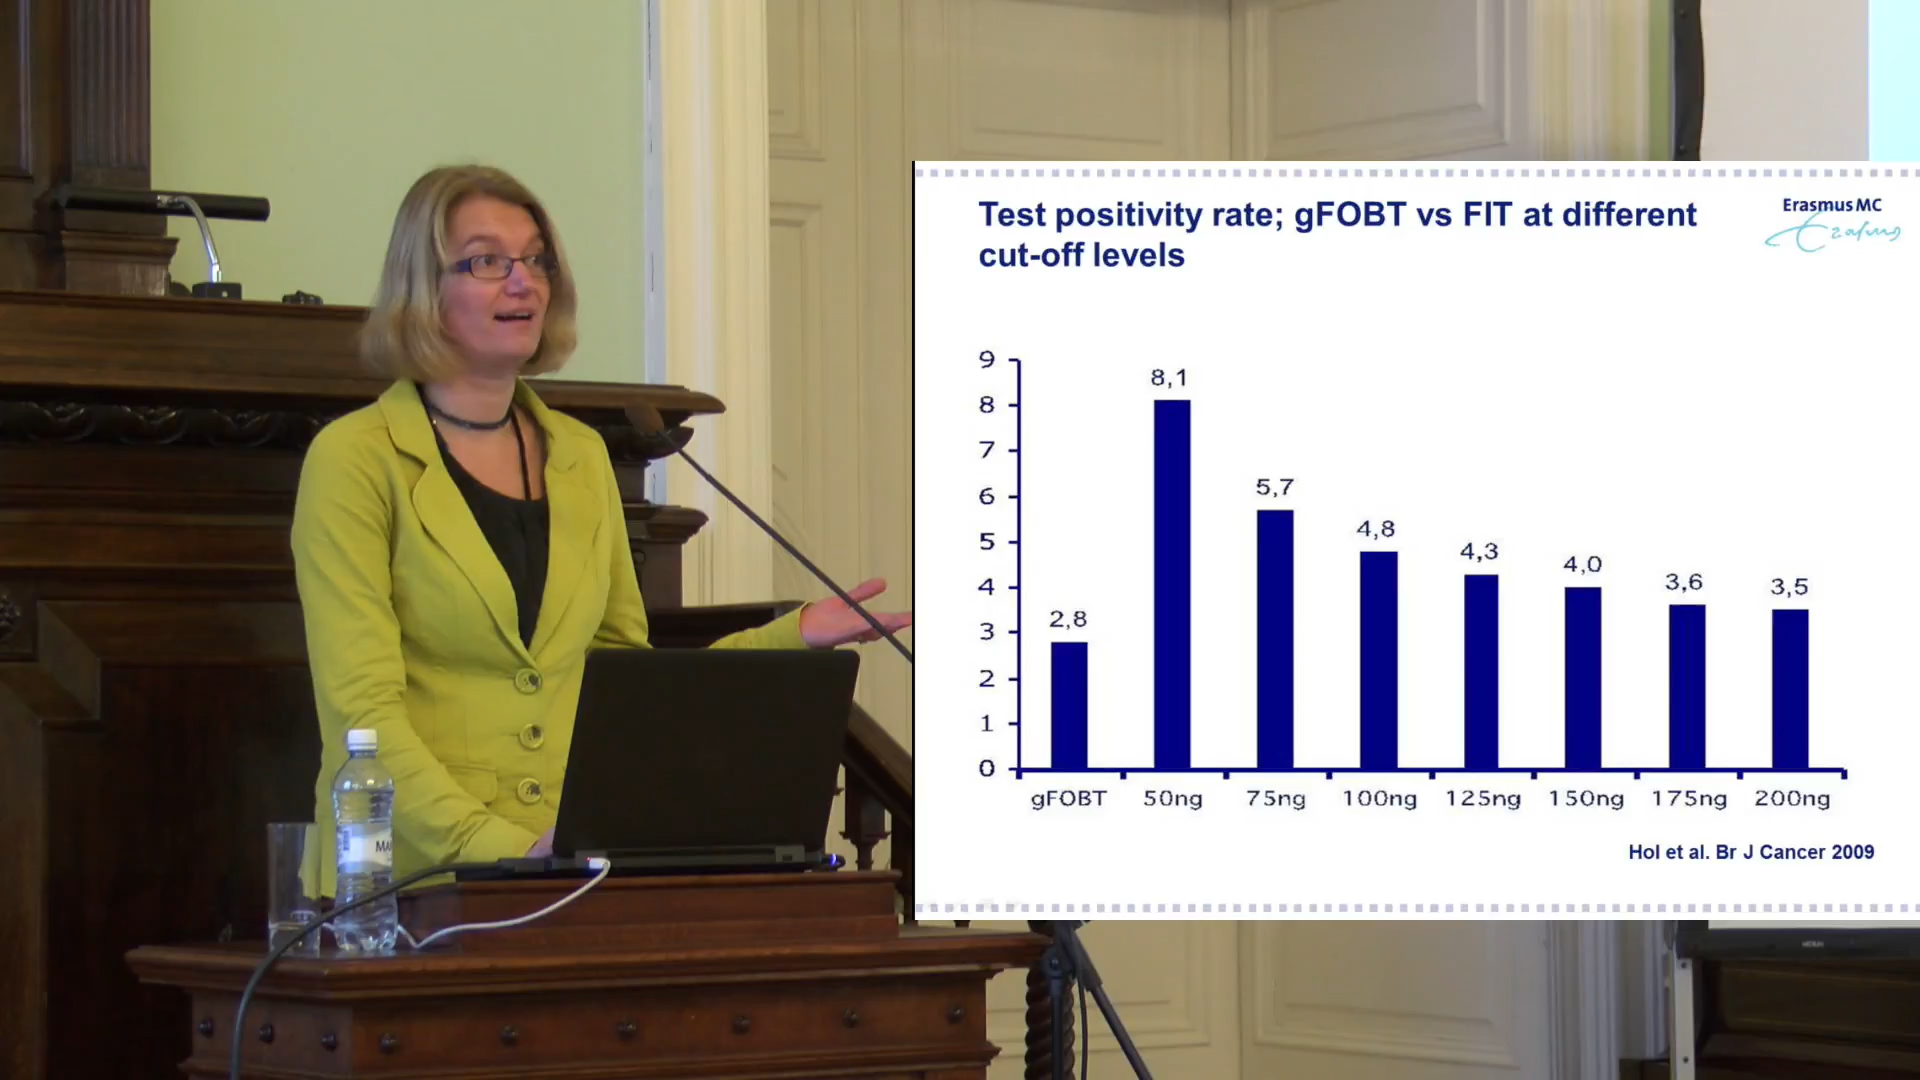 Test positivity rate; gFOBT vs FIT at different
cut-off levels
Erasmus MC
Erasmus
9
8
7
6
5
4
3
2
1
0
2,8
8,1
5,7
4,8
4,3
4,0
3,6
3,5
gFOBT 50ng 75ng 100ng 125ng 150ng 175ng 200ng
Hol et al. Br J Cancer 2009
MA